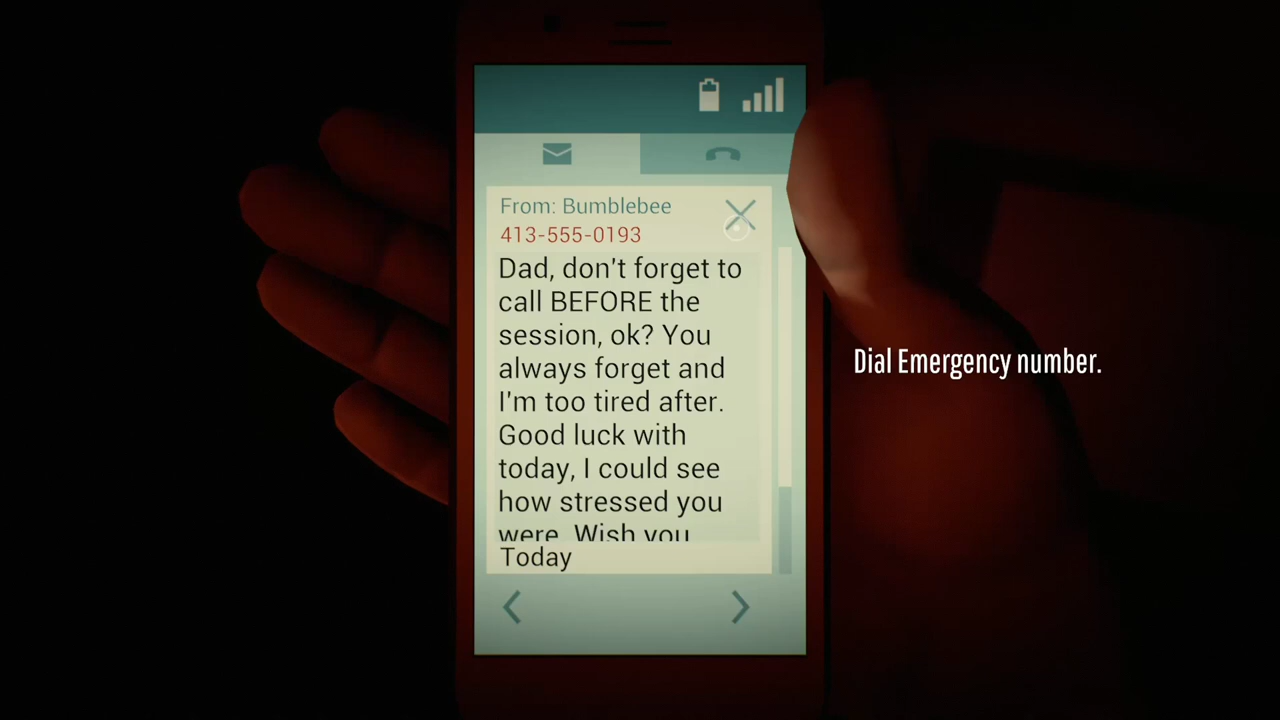 From: Bumblebee
413-555-0193
Dad, don't forget to
call BEFORE the
session, ok? You
always forget and
I'm too tired after.
Good luck with
today, I could see
how stressed you
were. Wish you
Today
Dial Emergency number.